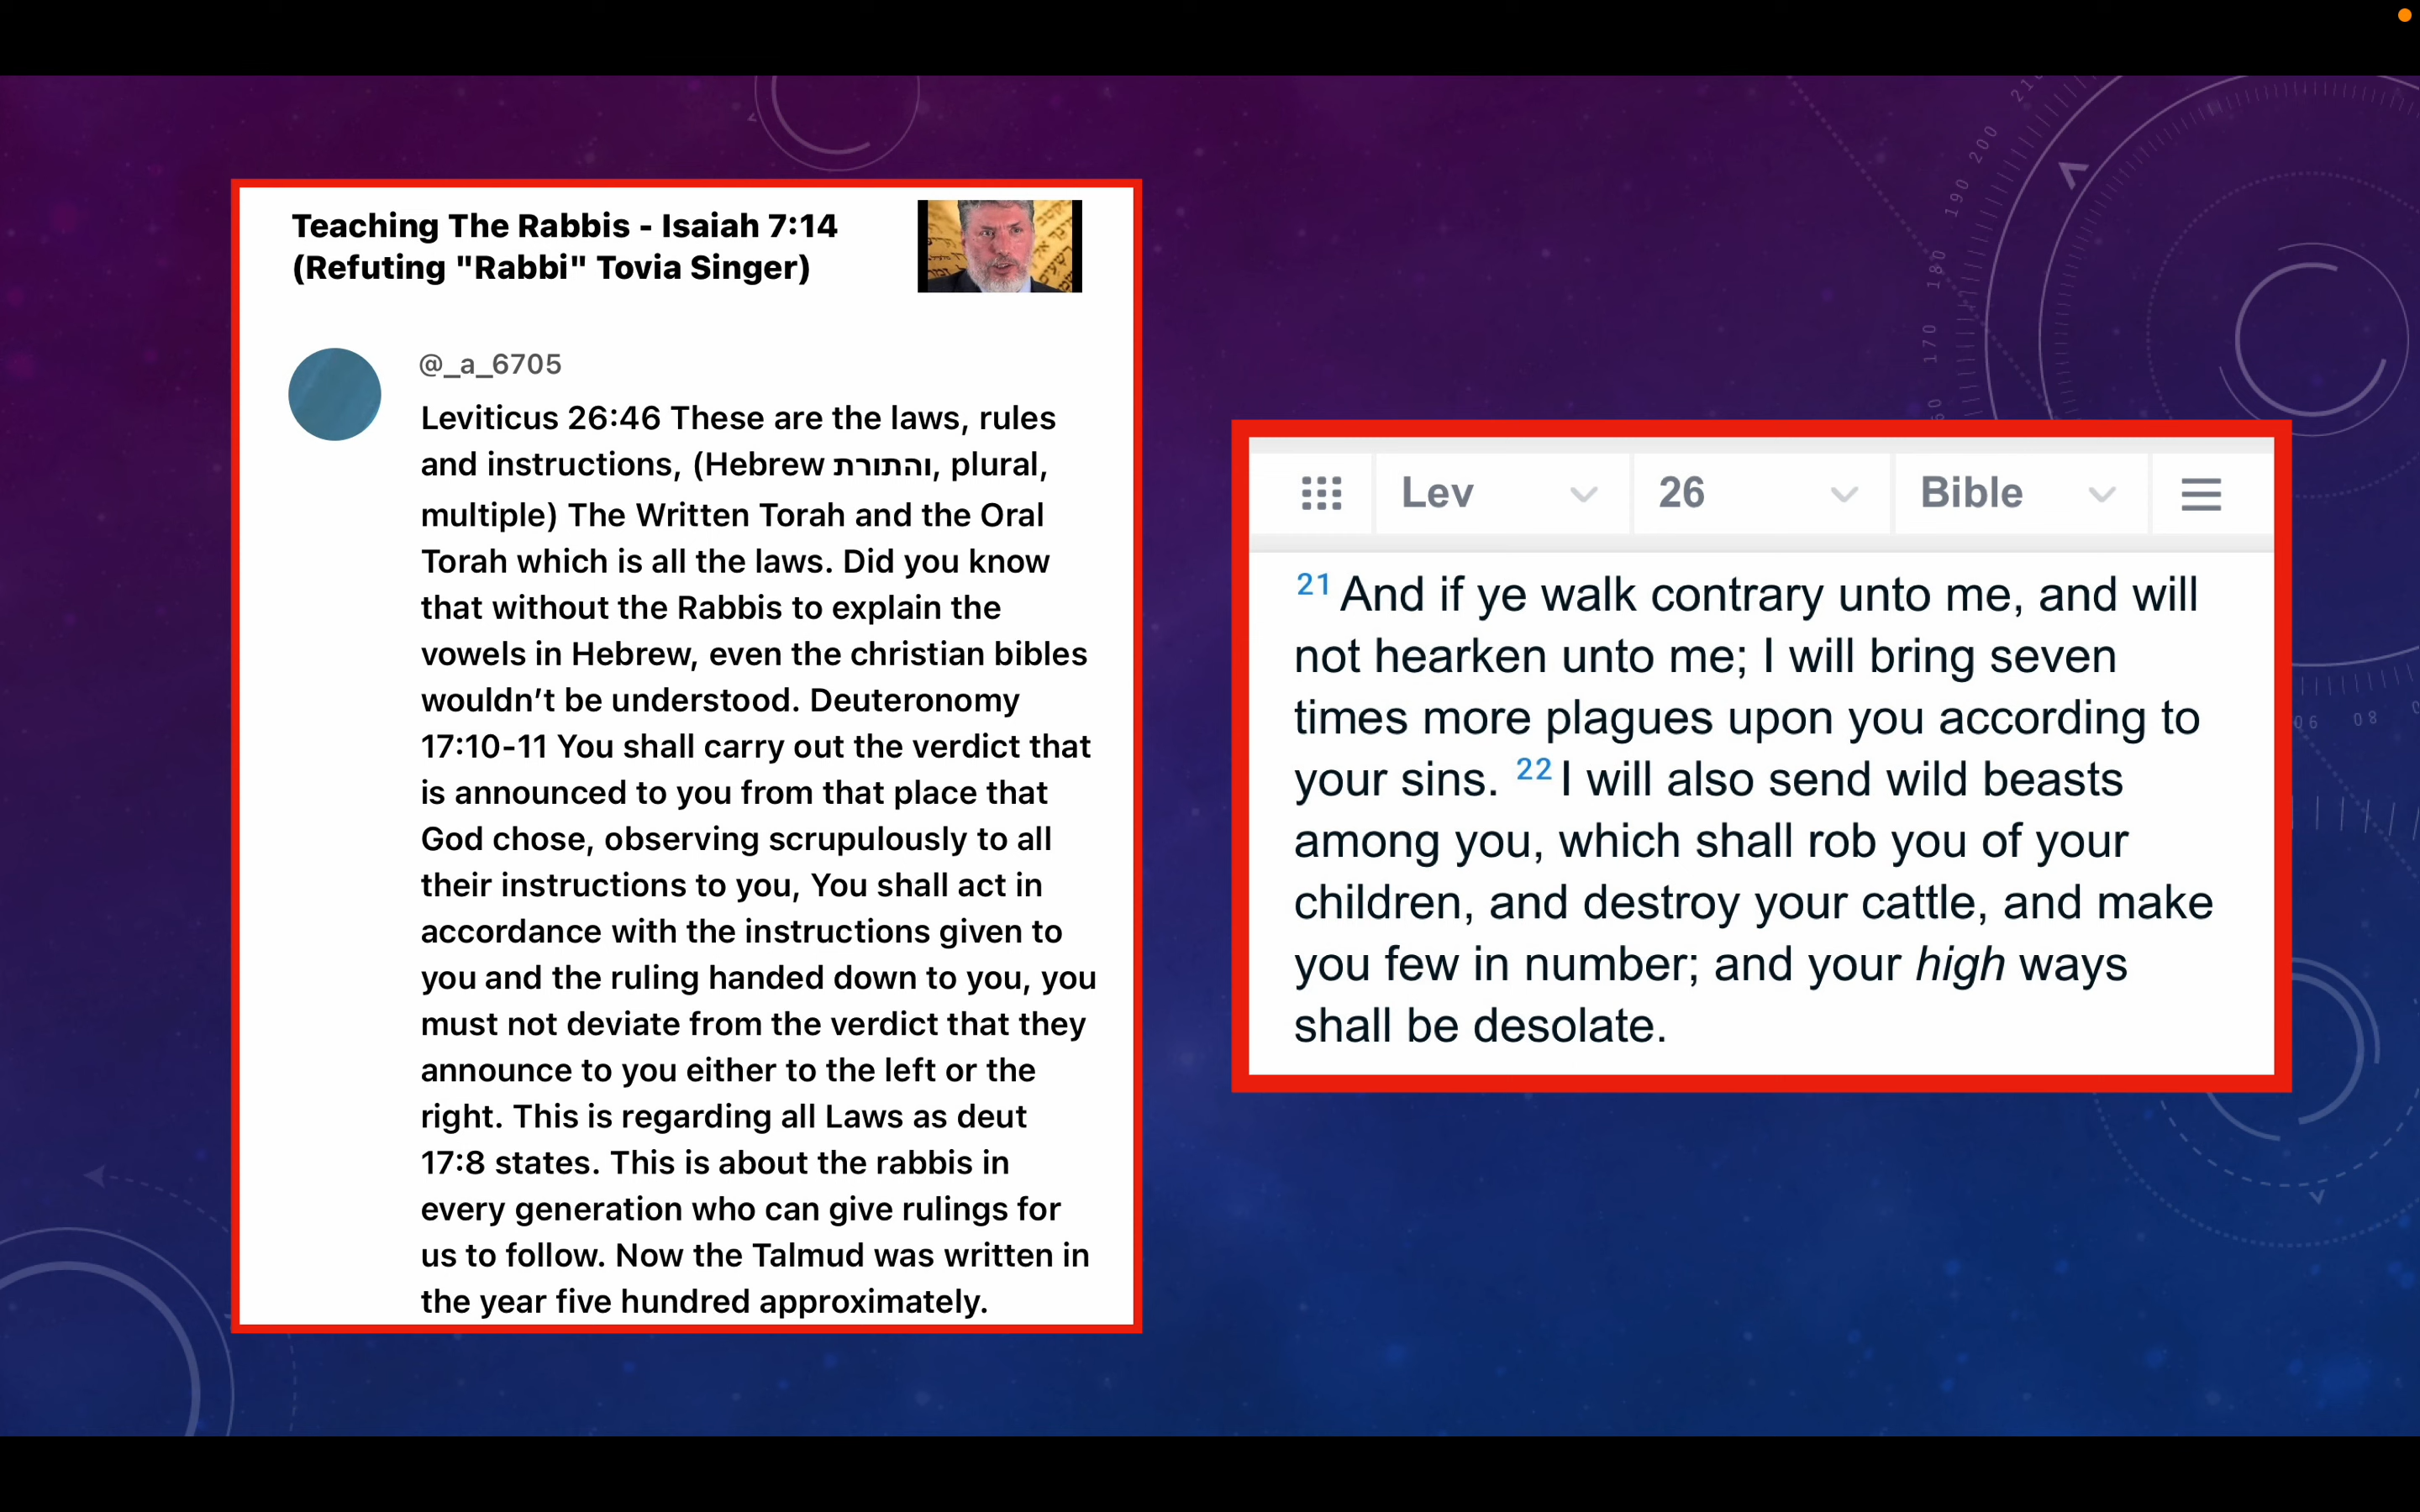 Teaching The Rabbis - Isaiah 7:14
(Refuting "Rabbi" Tovia Singer)
@_a_6705
Leviticus 26:46 These are the laws, rules
and instructions, (Hebrew והתורת, plural,
multiple) The Written Torah and the Oral
Torah which is all the laws. Did you know
that without the Rabbis to explain the
vowels in Hebrew, even the christian bibles
wouldn’t be understood. Deuteronomy
17:10-11 You shall carry out the verdict that
is announced to you from that place that
God chose, observing scrupulously to all
their instructions to you, You shall act in
accordance with the instructions given to
you and the ruling handed down to you, you
must not deviate from the verdict that they
announce to you either to the left or the
right. This is regarding all Laws as deut
17:8 states. This is about the rabbis in
every generation who can give rulings for
us to follow. Now the Talmud was written in
the year five hundred approximately.
Lev 26 Bible
21 And if ye walk contrary unto me, and will
not hearken unto me; I will bring seven
times more plagues upon you according to
your sins. 22 I will also send wild beasts
among you, which shall rob you of your
children, and destroy your cattle, and make
you few in number; and your high ways
shall be desolate.
200
190
180
170